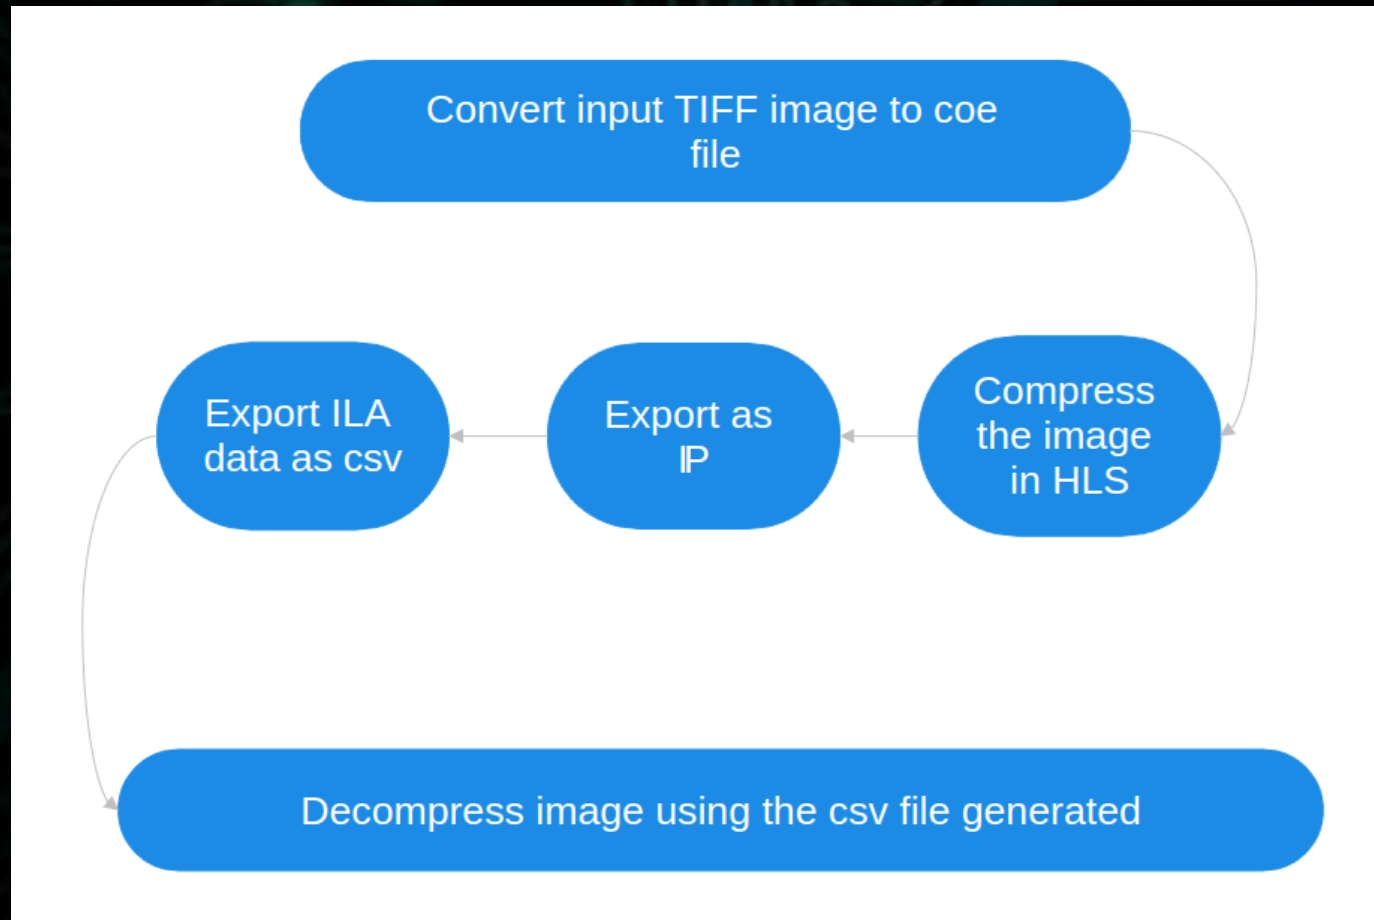 Convert input TIFF image to coe
file
Compress
the image
in HLS
Export as
IP
Export ILA
data as csv
Decompress image using the csv file generated